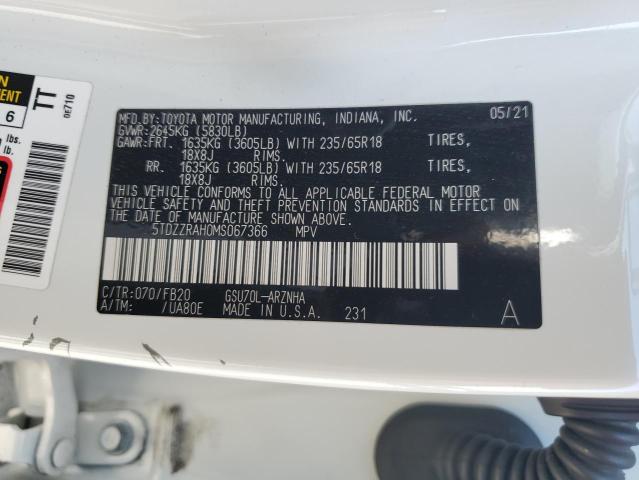 MFD.BY:TOYOTA MOTOR MANUFACTURING, INDIANA, INC. 05/21
GVWR:2645KG (5830LB)
GAWR:FRT. 1635KG (3605LB) WITH 235/65R18 TIRES,
18X8J RIMS.
RR. 1635KG (3605LB) WITH 235/65R18 TIRES,
18X8J RIMS.
THIS VEHICLE CONFORMS TO ALL APPLICABLE FEDERAL MOTOR
VEHICLE SAFETY AND THEFT PREVENTION STANDARDS IN EFFECT ON
THE DATE OF MANUFACTURE SHOWN ABOVE.
5TDZZRAH0MS067366 MPV
C/TR:070/FB20 GSU70L-ARZNHA
A/TM: /UA80E MADE IN U.S.A. 231 A
TT
0E710
6
lbs.
lb.